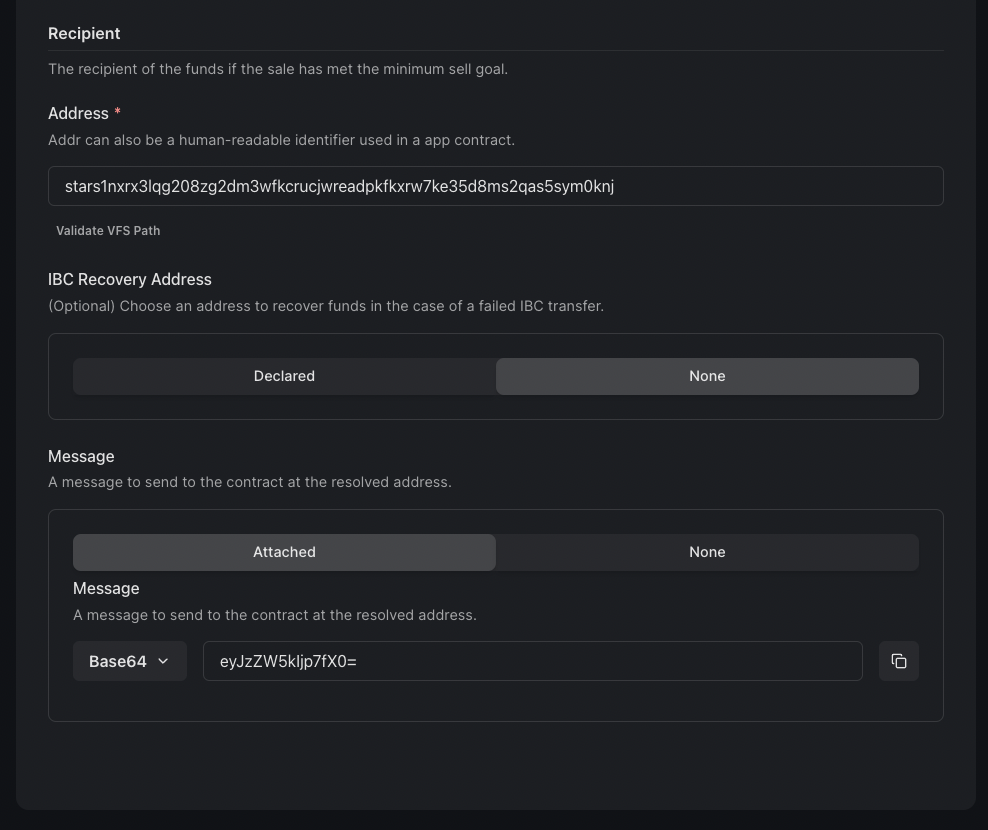 Recipient
The recipient of the funds if the sale has met the minimum sell goal.
Address *
Addr can also be a human-readable identifier used in a app contract.
stars1nxrx3lqg208zg2dm3wfkcrucjwreadpkfkxrw7ke35d8ms2qas5sym0knj
Validate VFS Path
IBC Recovery Address
(Optional) Choose an address to recover funds in the case of a failed IBC transfer.
Declared None
Message
A message to send to the contract at the resolved address.
Attached None
Message
A message to send to the contract at the resolved address.
Base64 eyJzZW5kIjp7fX0=